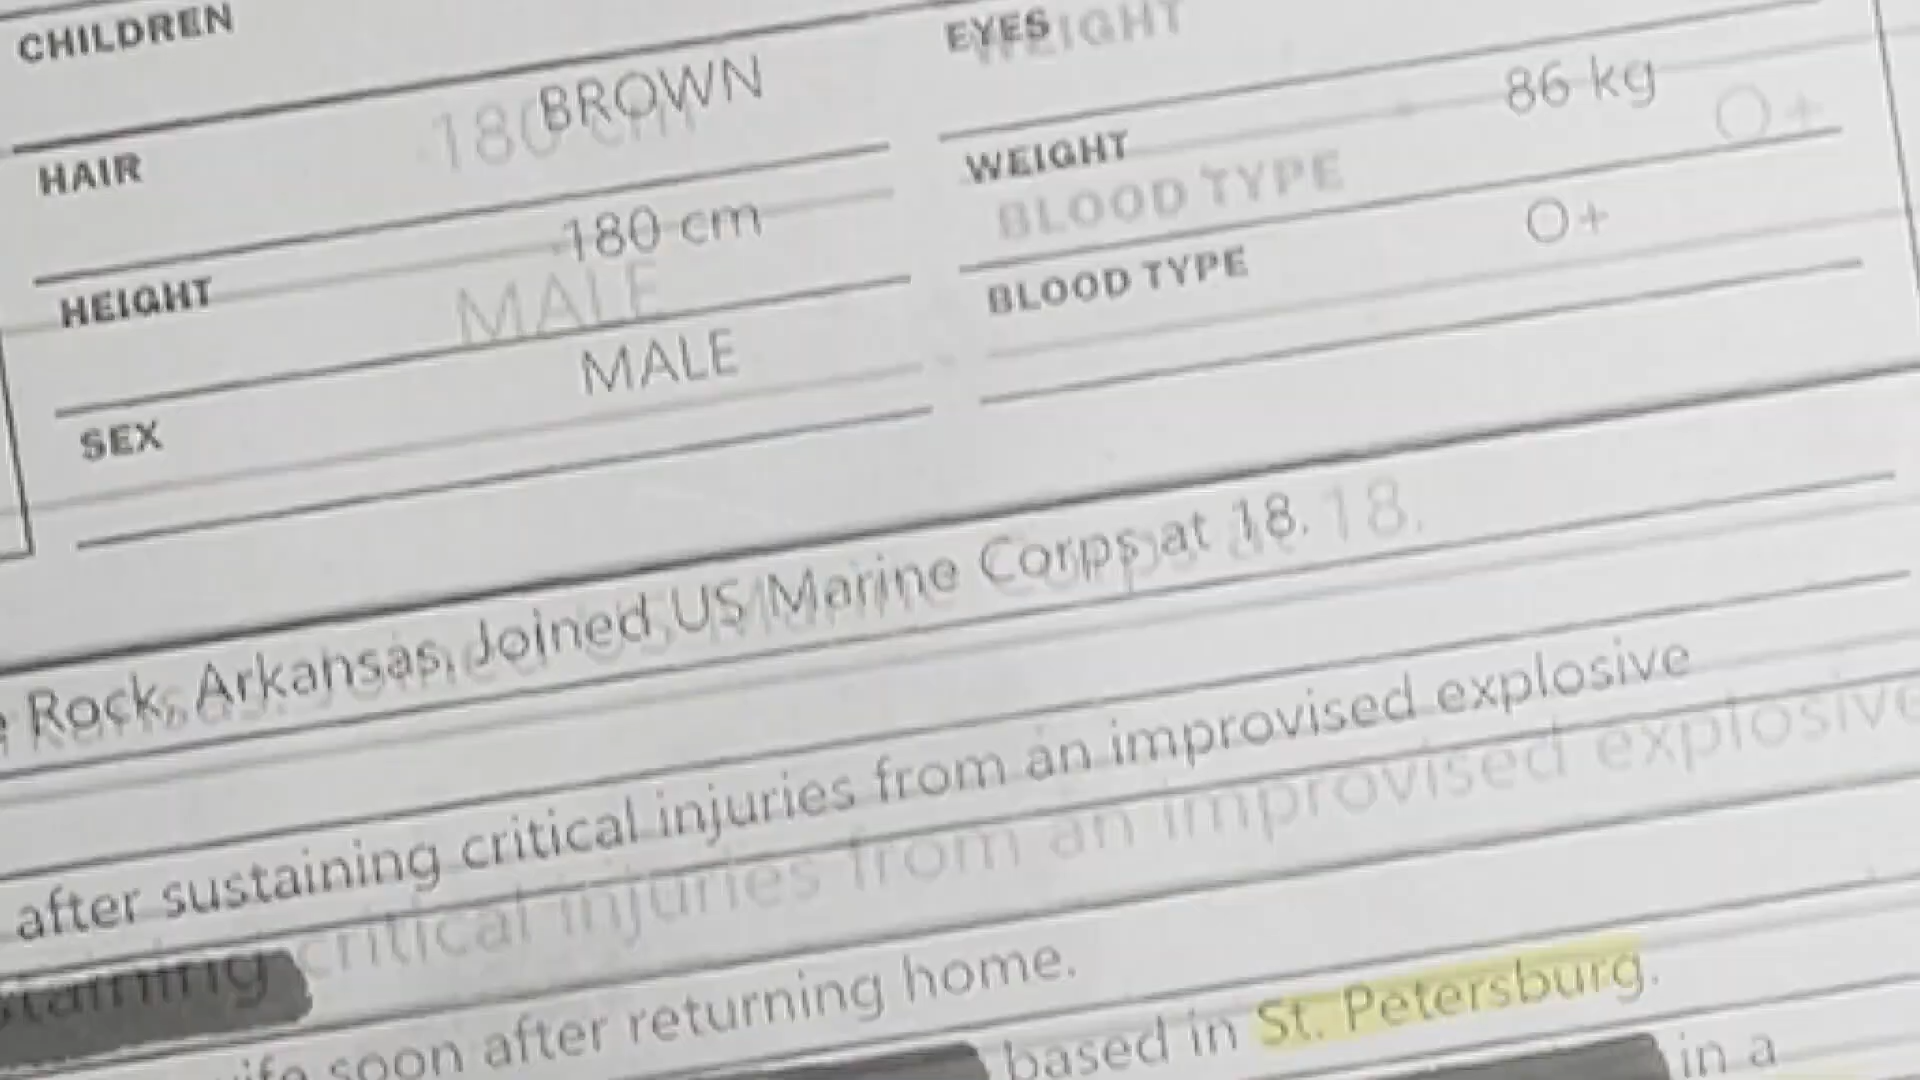 CHILDREN EYES
HAIR BROWN WEIGHT 86 kg
HEIGHT 180 cm BLOOD TYPE O+
SEX MALE
Rock, Arkansas. Joined US Marine Corps at 18.
after sustaining critical injuries from an improvised explosive
soon after returning home.
based in St. Petersburg.
in a